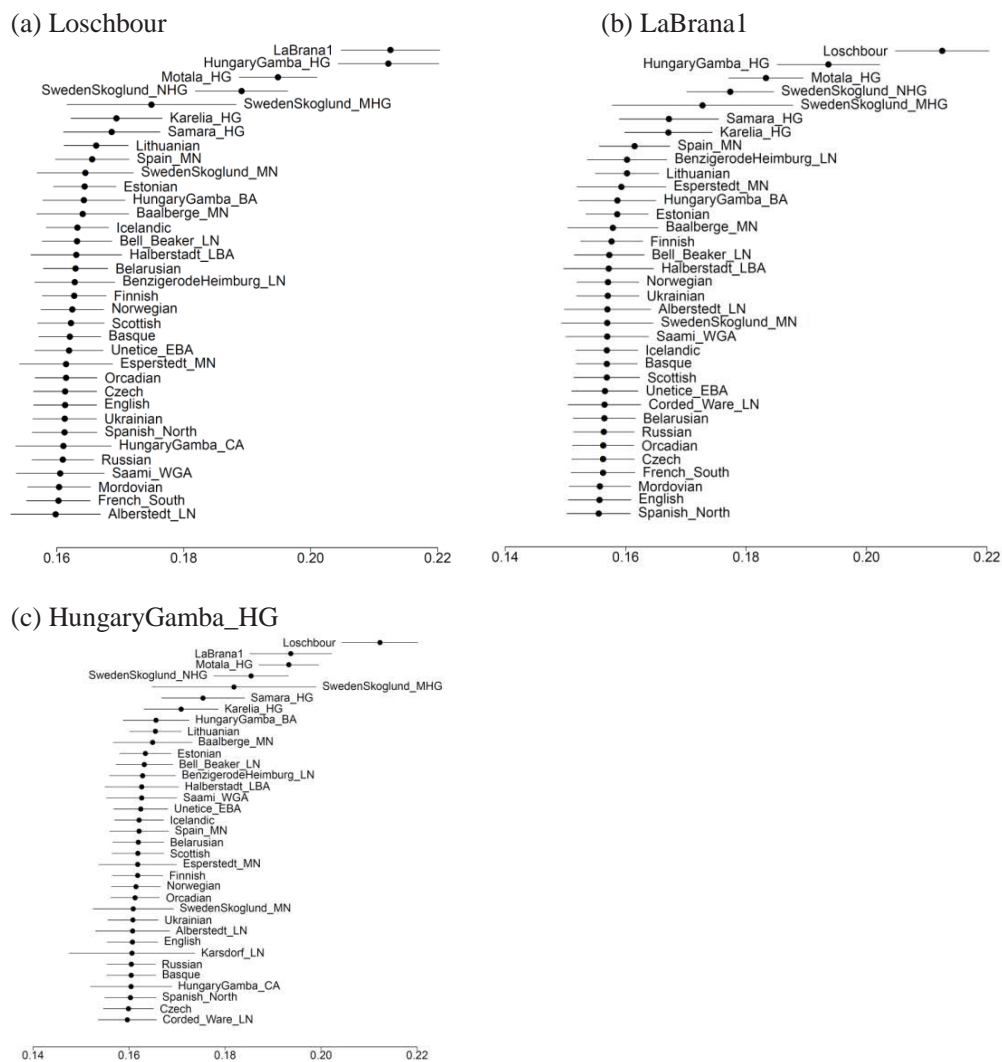 (a) Loschbour
LaBrana1
HungaryGamba_HG
Motala_HG
SwedenSkoglund_NHG
SwedenSkoglund_MHG
Karelia_HG
Samara_HG
Lithuanian
Spain_MN
SwedenSkoglund_MN
Estonian
HungaryGamba_BA
Baalberge_MN
Icelandic
Bell_Beaker_LN
Halberstadt_LBA
Belarusian
BenzigerodeHeimburg_LN
Finnish
Norwegian
Scottish
Basque
Unetice_EBA
Esperstedt_MN
Orcadian
Czech
English
Ukrainian
Spanish_North
HungaryGamba_CA
Russian
Saami_WGA
Mordovian
French_South
Alberstedt_LN
0.16 0.18 0.20 0.22
(b) LaBrana1
Loschbour
HungaryGamba_HG
Motala_HG
SwedenSkoglund_NHG
SwedenSkoglund_MHG
Samara_HG
Karelia_HG
Spain_MN
BenzigerodeHeimburg_LN
Lithuanian
Esperstedt_MN
HungaryGamba_BA
Estonian
Baalberge_MN
Finnish
Bell_Beaker_LN
Halberstadt_LBA
Norwegian
Ukrainian
Alberstedt_LN
SwedenSkoglund_MN
Saami_WGA
Icelandic
Basque
Scottish
Unetice_EBA
Corded_Ware_LN
Belarusian
Russian
Orcadian
Czech
French_South
Mordovian
English
Spanish_North
0.14 0.16 0.18 0.20 0.22
(c) HungaryGamba_HG
Loschbour
LaBrana1
Motala_HG
SwedenSkoglund_NHG
SwedenSkoglund_MHG
Samara_HG
Karelia_HG
HungaryGamba_BA
Lithuanian
Baalberge_MN
Estonian
Bell_Beaker_LN
BenzigerodeHeimburg_LN
Halberstadt_LBA
Saami_WGA
Unetice_EBA
Icelandic
Spain_MN
Belarusian
Scottish
Esperstedt_MN
Finnish
Norwegian
Orcadian
SwedenSkoglund_MN
Ukrainian
Alberstedt_LN
English
Karsdorf_LN
Russian
Basque
HungaryGamba_CA
Spanish_North
Czech
Corded_Ware_LN
0.14 0.16 0.18 0.20 0.22